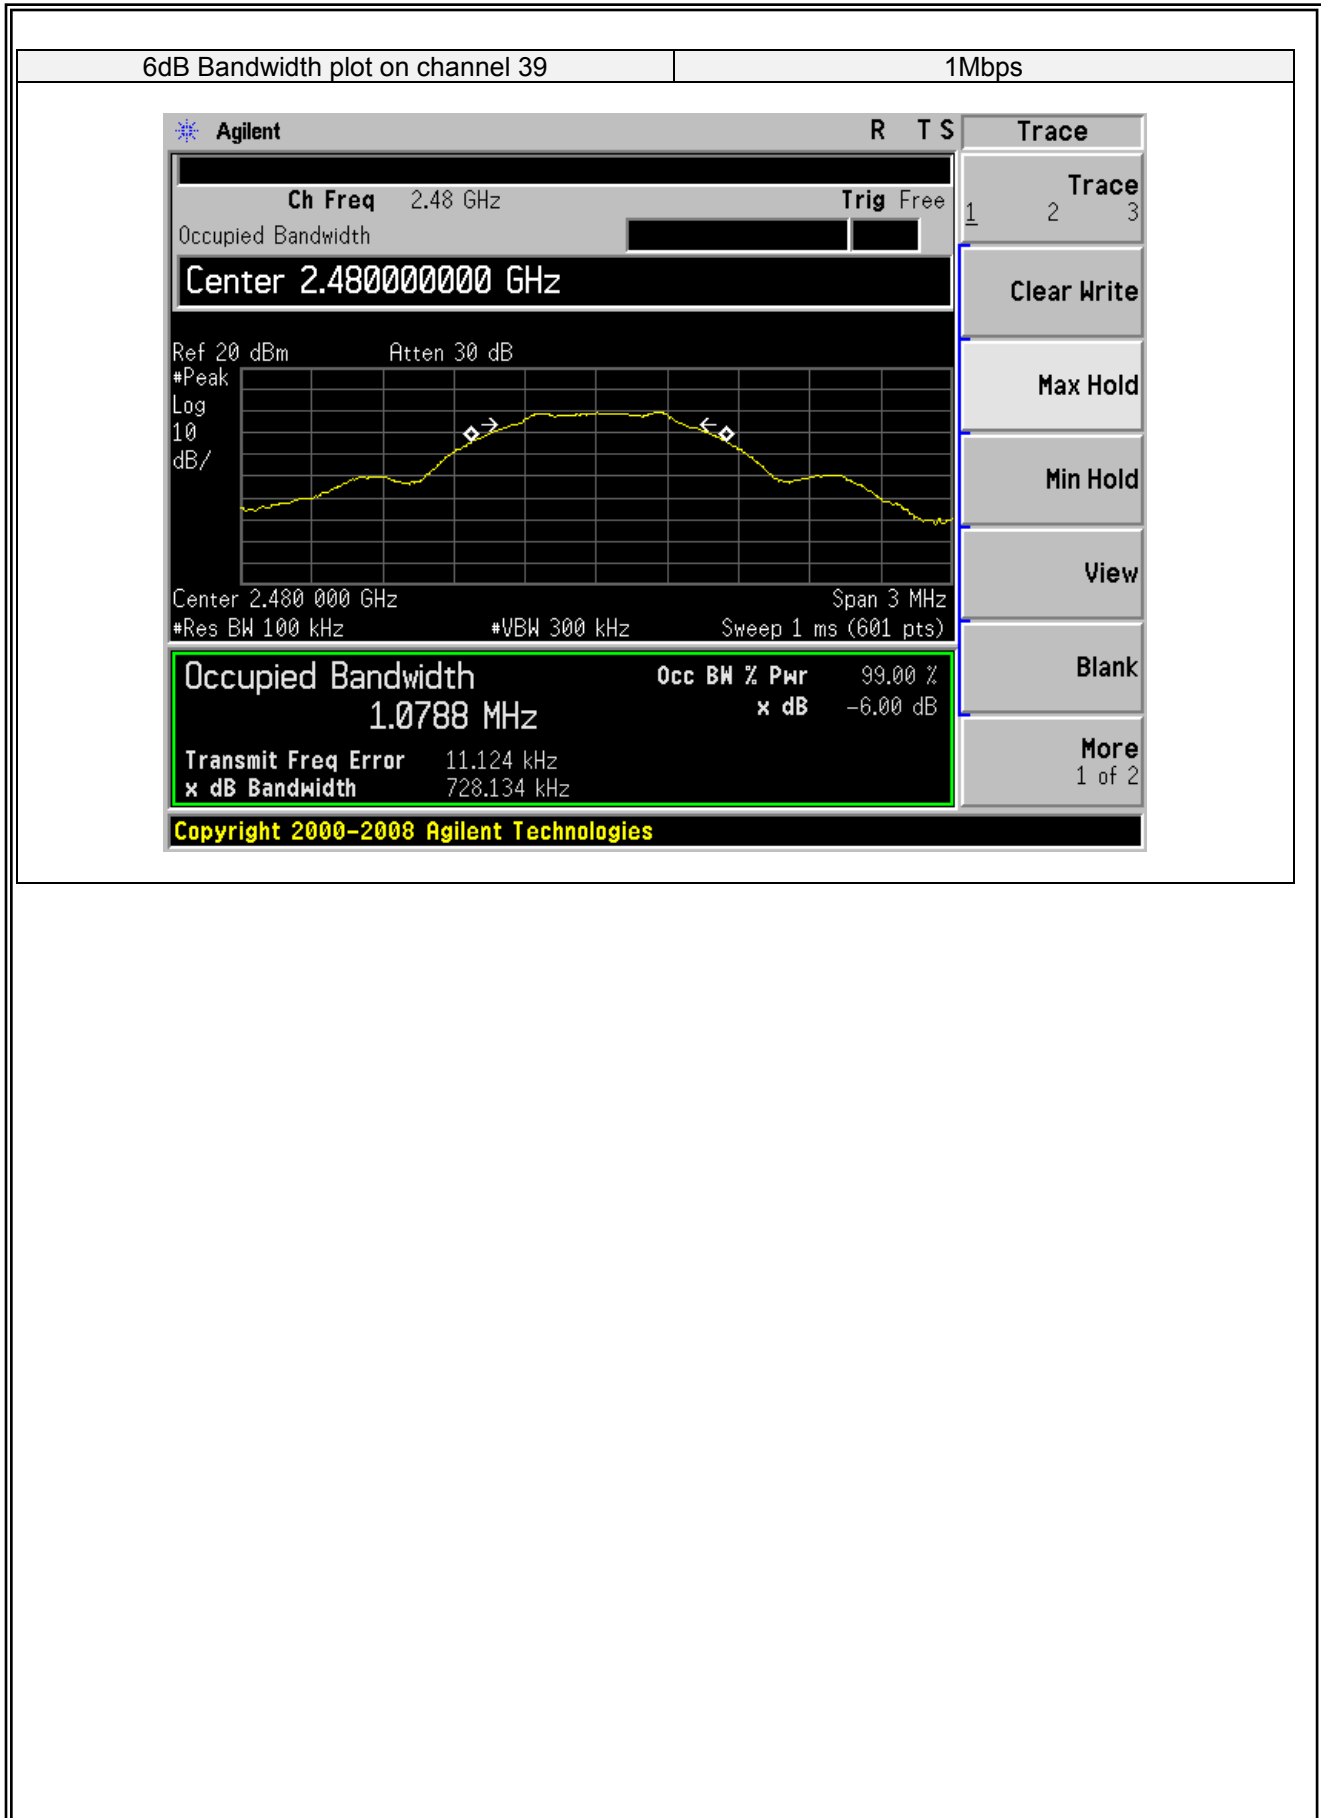 6dB Bandwidth plot on channel 39 1Mbps
Agilent R T S Trace
Ch Freq 2.48 GHz Trig Free
Occupied Bandwidth
Trace
1 2 3
Center 2.480000000 GHz
Clear Write
Ref 20 dBm Atten 30 dB
#Peak
Log
10
dB/
Max Hold
Min Hold
View
Center 2.480 000 GHz Span 3 MHz
#Res BW 100 kHz #VBW 300 kHz Sweep 1 ms (601 pts)
Occupied Bandwidth Occ BW % Pwr 99.00 %
1.0788 MHz x dB -6.00 dB
Blank
Transmit Freq Error 11.124 kHz
x dB Bandwidth 728.134 kHz
More
1 of 2
Copyright 2000-2008 Agilent Technologies